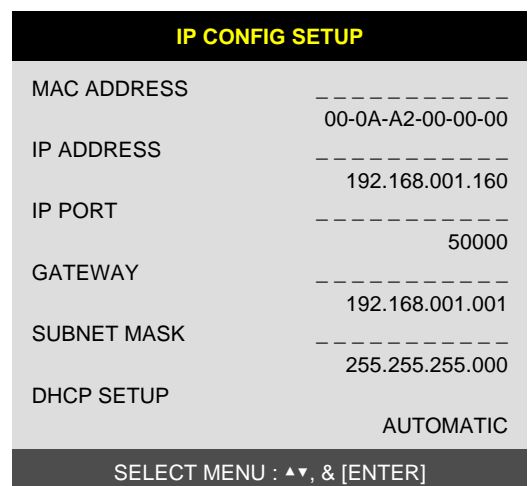 IP CONFIG SETUP
MAC ADDRESS _ _ _ _ _ _ _ _ _ _ _
00-0A-A2-00-00-00
IP ADDRESS _ _ _ _ _ _ _ _ _ _ _
192.168.001.160
IP PORT _ _ _ _ _ _ _ _ _ _ _
50000
GATEWAY _ _ _ _ _ _ _ _ _ _ _
192.168.001.001
SUBNET MASK _ _ _ _ _ _ _ _ _ _ _
255.255.255.000
DHCP SETUP
AUTOMATIC
SELECT MENU : ▲▼, & [ENTER]